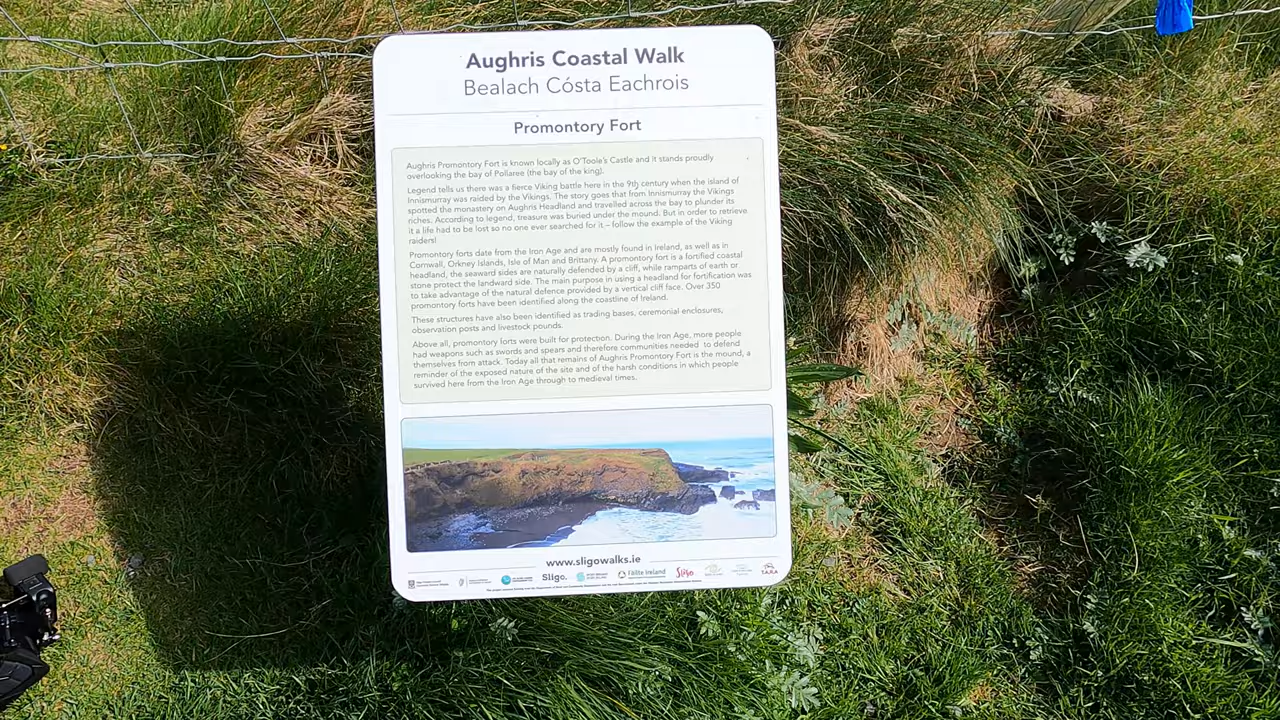 Aughris Coastal Walk
Bealach Cósta Eachrois
Promontory Fort
Aughris Promontory Fort is known locally as O'Toole's Castle and it stands proudly
overlooking the bay of Pollaree (the bay of the king).
Legend tells us there was a fierce Viking battle here in the 9th century when the island of
Innismurray was raided by the Vikings. The story goes that from Innismurray the Vikings
spotted the monastery on Aughris Headland and travelled across the bay to plunder its
riches. According to legend, treasure was buried under the mound. But in order to retrieve
it a life had to be lost so no one ever searched for it – follow the example of the Viking
raiders!
Promontory forts date from the Iron Age and are mostly found in Ireland, as well as in
Cornwall, Orkney Islands, Isle of Man and Brittany. A promontory fort is a fortified coastal
headland, the seaward sides are naturally defended by a cliff, while ramparts of earth or
stone protect the landward side. The main purpose in using a headland for fortification was
to take advantage of the natural defence provided by a vertical cliff face. Over 350
promontory forts have been identified along the coastline of Ireland.
These structures have also been identified as trading bases, ceremonial enclosures,
observation posts and livestock pounds.
Above all, promontory forts were built for protection. During the Iron Age, more people
had weapons such as swords and spears and therefore communities needed to defend
themselves from attack. Today all that remains of Aughris Promontory Fort is the mound, a
reminder of the exposed nature of the site and of the harsh conditions in which people
survived here from the Iron Age through to medieval times.
www.sligowalks.ie
Sligo.
Fáilte Ireland
Sligo
TARA